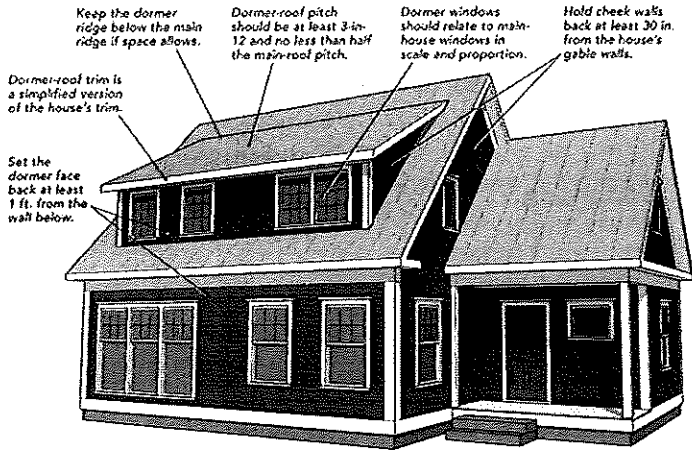 Keep the dormer
ridge below the main
ridge if space allows.
Dormer-roof pitch
should be at least 3-in-
12 and no less than half
the main-roof pitch.
Dormer windows
should relate to main-
house windows in
scale and proportion.
Hold cheek walls
back at least 30 in.
from the house's
gable walls.
Dormer-roof trim is
a simplified version
of the house's trim.
Set the
dormer face
back at least
1 ft. from the
wall below.